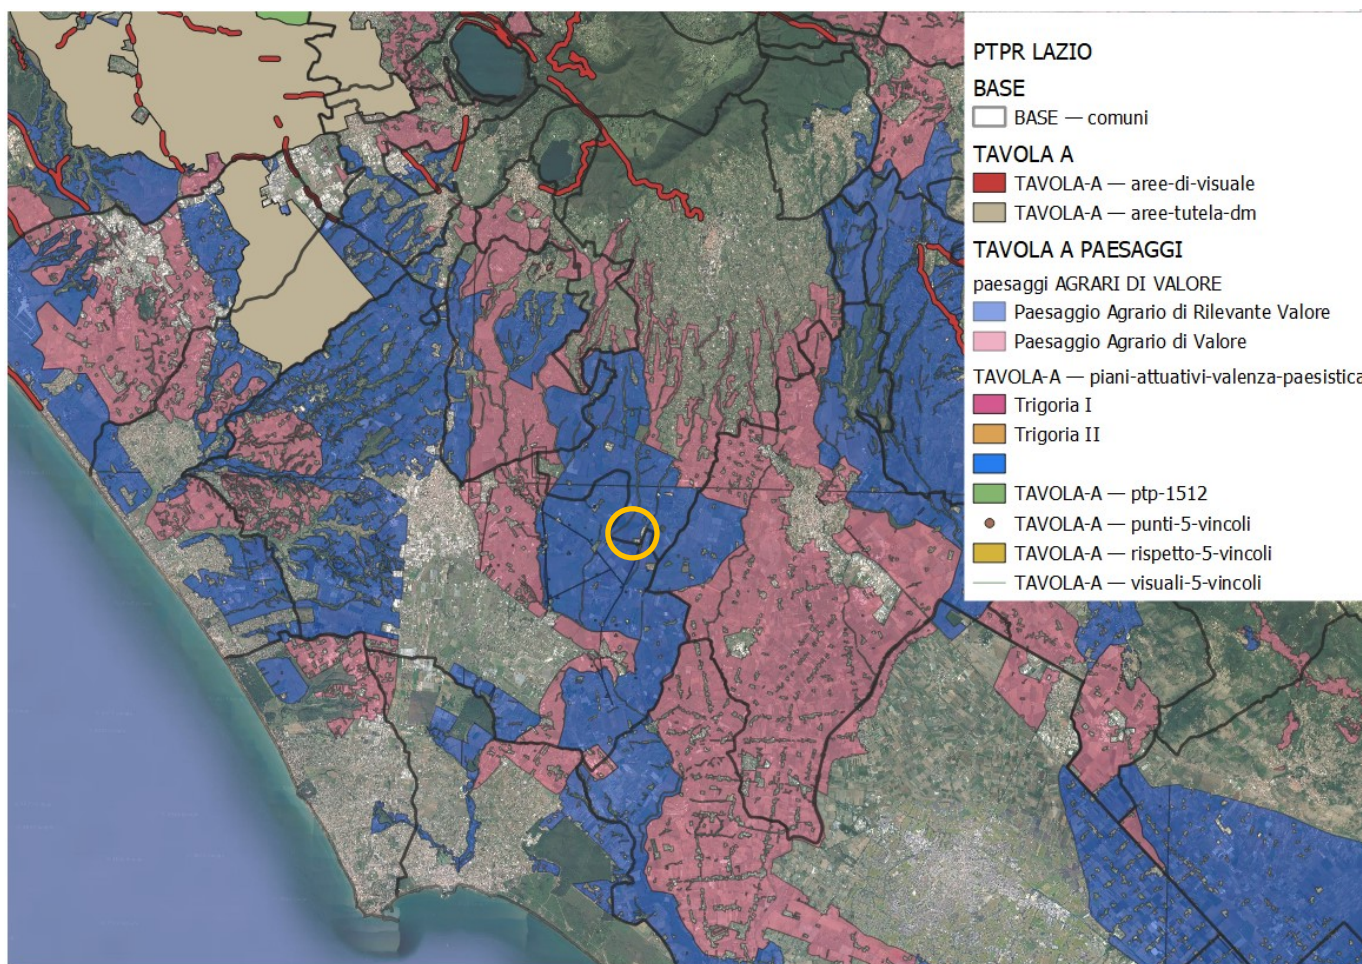 PTPR LAZIO
BASE
BASE — comuni
TAVOLA A
TAVOLA-A — aree-di-visuale
TAVOLA-A — aree-tutela-dm
TAVOLA A PAESAGGI
paesaggi AGRARI DI VALORE
Paesaggio Agrario di Rilevante Valore
Paesaggio Agrario di Valore
TAVOLA-A — piani-attuativi-valenza-paesistica
Trigoria I
Trigoria II
TAVOLA-A — ptp-1512
TAVOLA-A — punti-5-vincoli
TAVOLA-A — rispetto-5-vincoli
TAVOLA-A — visuali-5-vincoli